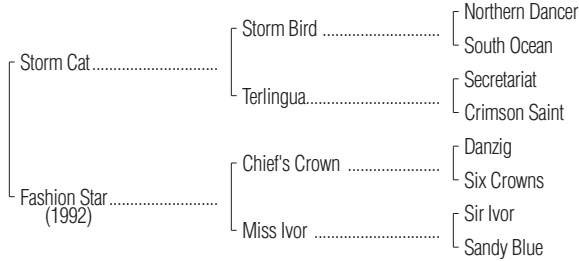 Northern Dancer
Storm Bird ..........................
South Ocean
Storm Cat............................
Secretariat
Terlingua.............................
Crimson Saint
Danzig
Chief's Crown ....................
Six Crowns
Fashion Star........................
(1992)
Sir Ivor
Miss Ivor ...........................
Sandy Blue